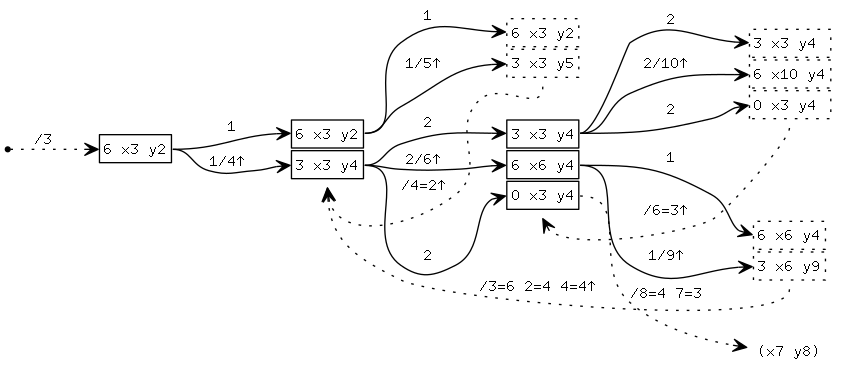 /3
6 x3 y2
1
1/4↑
6 x3 y2
3 x3 y4
1
1/5↑
6 x3 y2
3 x3 y5
2
2/6↑
/4=2↑
2
3 x3 y4
6 x6 y4
0 x3 y4
2
2/10↑
2
3 x3 y4
6 x10 y4
0 x3 y4
1
/6=3↑
1/9↑
6 x6 y4
3 x6 y9
/3=6 2=4 4=4↑
/8=4 7=3
(x7 y8)